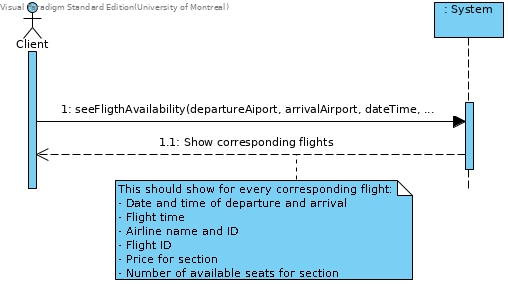 Visual Paradigm Standard Edition(University of Montreal)
: System
Client
1: seeFligthAvailability(departureAiport, arrivalAirport, dateTime, ...
1.1: Show corresponding flights
This should show for every corresponding flight:
- Date and time of departure and arrival
- Flight time
- Airline name and ID
- Flight ID
- Price for section
- Number of available seats for section